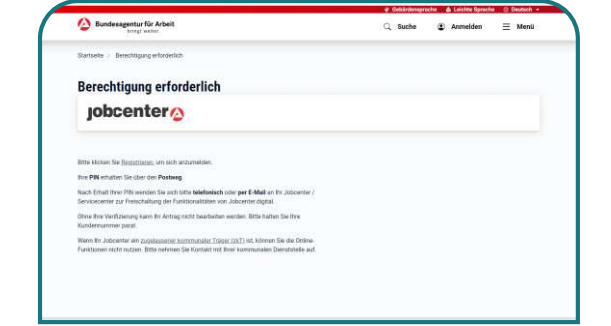 Gebärdensprache Leichte Sprache Deutsch
Bundesagentur für Arbeit
bringt weiter.
Suche Anmelden Menü
Startseite / Berechtigung erforderlich
Berechtigung erforderlich
jobcenter
Bitte klicken Sie Registrieren, um sich anzumelden.
Ihre PIN erhalten Sie über den Postweg.
Nach Erhalt Ihrer PIN wenden Sie sich bitte telefonisch oder per E-Mail an Ihr Jobcenter /
Servicecenter zur Freischaltung der Funktionalitäten von Jobcenter.digital.
Ohne Ihre Verifizierung kann Ihr Antrag nicht bearbeitet werden. Bitte halten Sie Ihre
Kundennummer parat.
Wenn Ihr Jobcenter ein zugelassener kommunaler Träger (zkT) ist, können Sie die Online-
Funktionen nicht nutzen. Bitte nehmen Sie Kontakt mit Ihrer kommunalen Dienststelle auf.